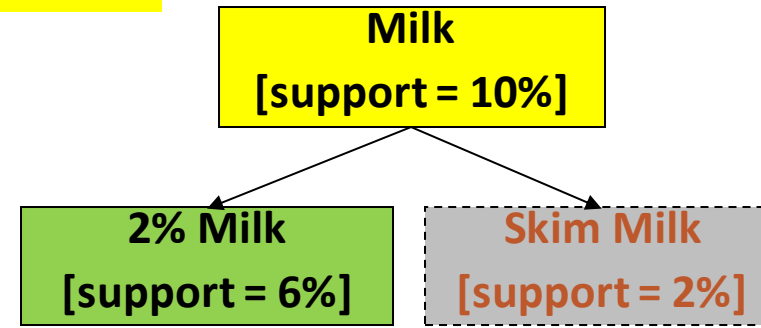 Milk
[support = 10%]
2% Milk
[support = 6%]
Skim Milk
[support = 2%]